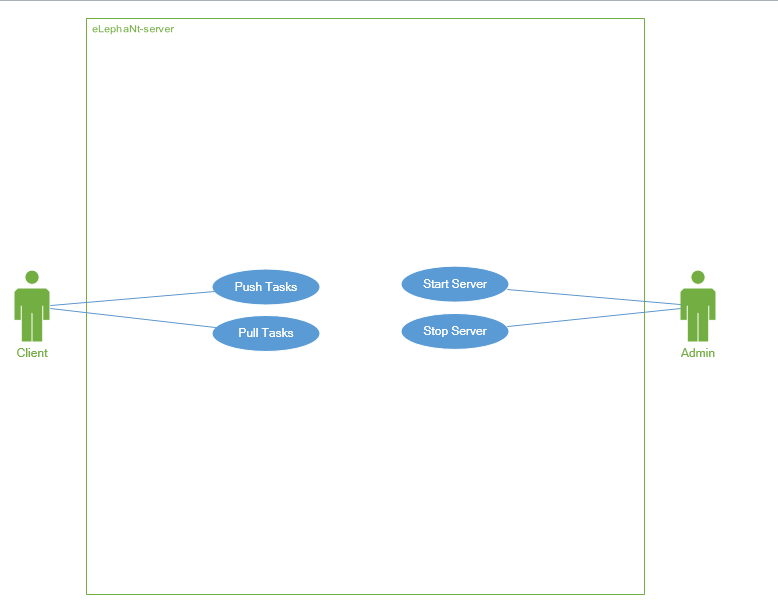 eLephaNt-server
Push Tasks
Start Server
Pull Tasks
Stop Server
Client
Admin